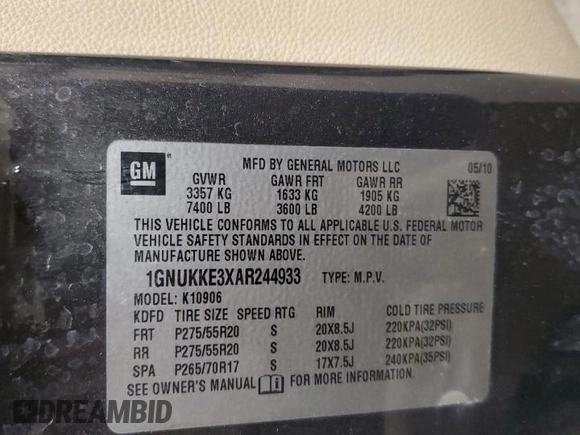 GM
MFD BY GENERAL MOTORS LLC 05/10
GVWR GAWR FRT GAWR RR
3357 KG 1633 KG 1905 KG
7400 LB 3600 LB 4200 LB
THIS VEHICLE CONFORMS TO ALL APPLICABLE U.S. FEDERAL MOTOR
VEHICLE SAFETY STANDARDS IN EFFECT ON THE DATE OF
MANUFACTURE SHOWN ABOVE.
1GNUKKE3XAR244933 TYPE: M.P.V.
MODEL: K10906
KDFD TIRE SIZE SPEED RTG RIM COLD TIRE PRESSURE
FRT P275/55R20 S 20X8.5J 220KPA(32PSI)
RR P275/55R20 S 20X8.5J 220KPA(32PSI)
SPA P265/70R17 S 17X7.5J 240KPA(35PSI)
SEE OWNER'S MANUAL FOR MORE INFORMATION.
DREAMBID